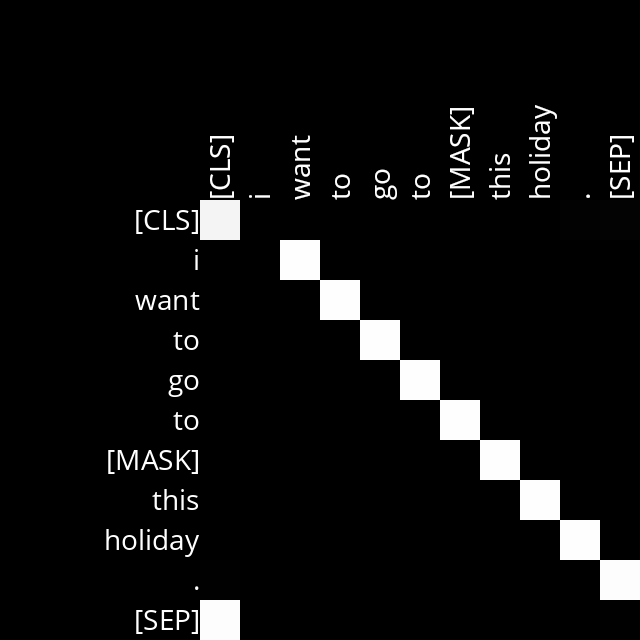 [CLS] i want to go to [MASK] this holiday . [SEP]
[CLS]
i
want
to
go
to
[MASK]
this
holiday
.
[SEP]